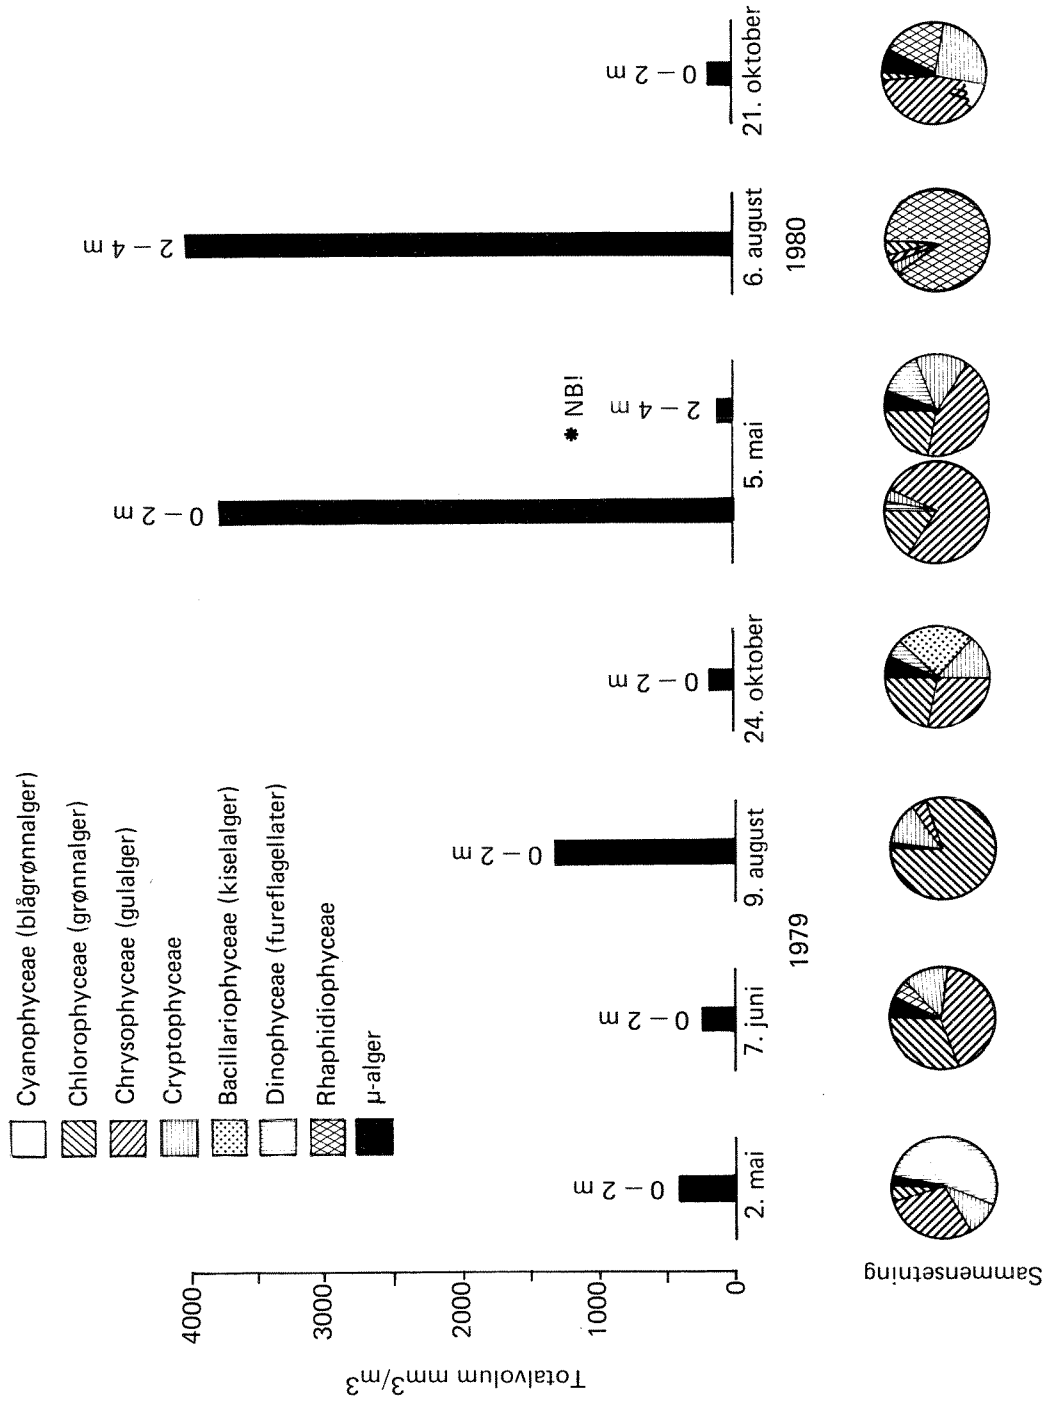 Cyanophyceae (blågrønnalger)
Chlorophyceae (grønnalger)
Chrysophyceae (gulalger)
Cryptophyceae
Bacillariophyceae (kiselalger)
Dinophyceae (fureflagellater)
Rhaphidiophyceae
µ-alger
Totalvolum mm3/m3
4000
3000
2000
1000
0
0–2 m
0–2 m
0–2 m
0–2 m
0–2 m
* NB!
2–4 m
2–4 m
0–2 m
2. mai
7. juni
9. august
24. oktober
5. mai
6. august
21. oktober
1979
1980
Sammensetning